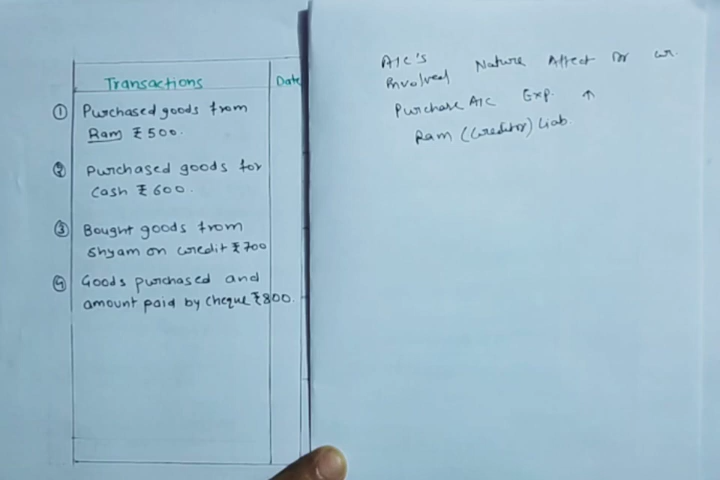 Transactions
Date
① Purchased goods from
Ram ₹500.
② Purchased goods for
cash ₹600.
③ Bought goods from
shyam on credit ₹700
④ Goods purchased and
amount paid by cheque ₹800.
A/C's
Involved Nature Affect Dr cr.
Purchase A/C Exp. ↑
Ram (Creditor) Liab.